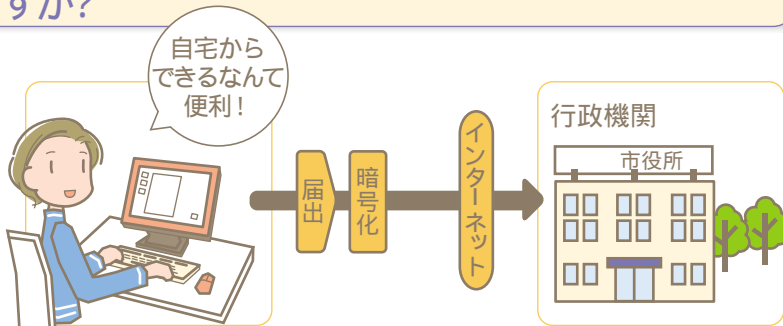 すか?
自宅から
できるなんて
便利!
届出
暗号化
インターネット
行政機関
市役所